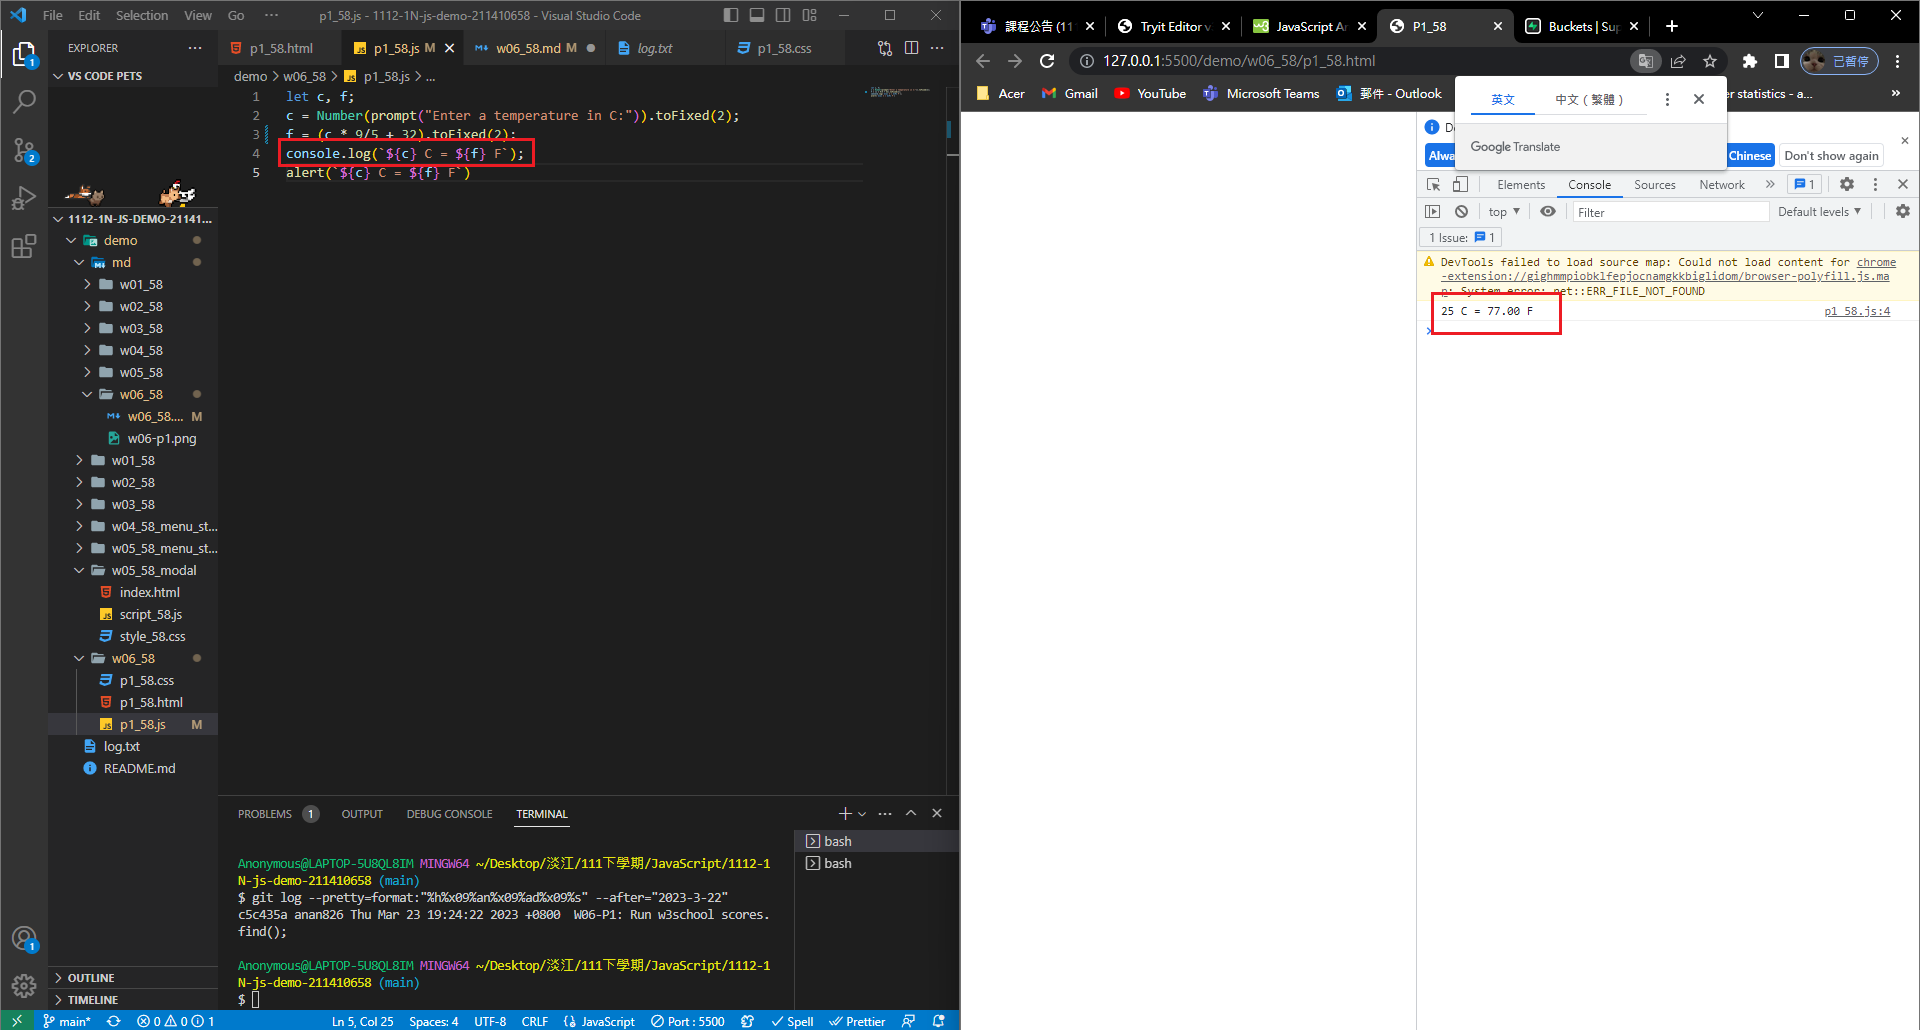 File Edit Selection View Go ··· p1_58.js - 1112-1N-js-demo-211410658 - Visual Studio Code
EXPLORER ···
VS CODE PETS
1112-1N-JS-DEMO-21141...
demo
md
w01_58
w02_58
w03_58
w04_58
w05_58
w06_58
w06_58.... M
w06-p1.png
w01_58
w02_58
w03_58
w04_58_menu_st...
w05_58_menu_st...
w05_58_modal
index.html
script_58.js
style_58.css
w06_58
p1_58.css
p1_58.html
p1_58.js M
log.txt
README.md
OUTLINE
TIMELINE
p1_58.html p1_58.js M w06_58.md M log.txt p1_58.css
demo > w06_58 > p1_58.js > ...
1 let c, f;
2 c = Number(prompt("Enter a temperature in C:")).toFixed(2);
3 f = (c * 9/5 + 32).toFixed(2);
4 console.log(`${c} C = ${f} F`);
5 alert(`${c} C = ${f} F`)
PROBLEMS 1 OUTPUT DEBUG CONSOLE TERMINAL
bash
bash
Anonymous@LAPTOP-5U8QL8IM MINGW64 ~/Desktop/淡江/111下學期/JavaScript/1112-1
N-js-demo-211410658 (main)
$ git log --pretty=format:"%h%x09%an%x09%ad%x09%s" --after="2023-3-22"
c5c435a anan826 Thu Mar 23 19:24:22 2023 +0800 W06-P1: Run w3school scores.
find();
Anonymous@LAPTOP-5U8QL8IM MINGW64 ~/Desktop/淡江/111下學期/JavaScript/1112-1
N-js-demo-211410658 (main)
$
main* 0 0 1 Ln 5, Col 25 Spaces: 4 UTF-8 CRLF JavaScript Port : 5500 Spell Prettier
課程公告 (11 Tryit Editor v JavaScript Ar P1_58 Buckets | Sup
127.0.0.1:5500/demo/w06_58/p1_58.html 已暫停
Acer Gmail YouTube Microsoft Teams 郵件 - Outlook er statistics - a...
英文 中文（繁體）
Google Translate
Alwa Chinese Don't show again
Elements Console Sources Network 1
top Filter Default levels
1 Issue: 1
DevTools failed to load source map: Could not load content for chrome
-extension://gighmmpiobklfepjocnamgkkbiglidom/browser-polyfill.js.ma
p: System error: net::ERR_FILE_NOT_FOUND
25 C = 77.00 F p1_58.js:4